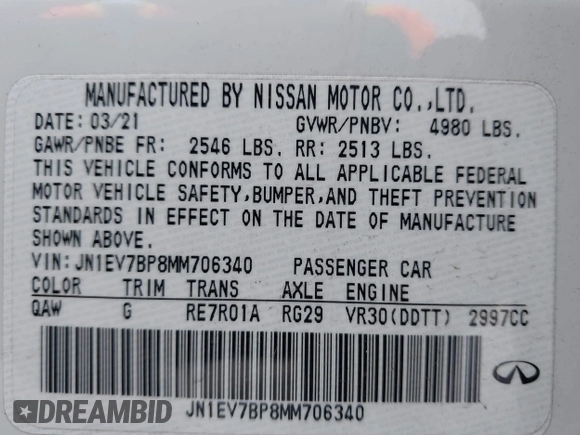 MANUFACTURED BY NISSAN MOTOR CO.,LTD.
DATE: 03/21 GVWR/PNBV: 4980 LBS.
GAWR/PNBE FR: 2546 LBS. RR: 2513 LBS.
THIS VEHICLE CONFORMS TO ALL APPLICABLE FEDERAL
MOTOR VEHICLE SAFETY,BUMPER,AND THEFT PREVENTION
STANDARDS IN EFFECT ON THE DATE OF MANUFACTURE
SHOWN ABOVE.
VIN:JN1EV7BP8MM706340 PASSENGER CAR
COLOR TRIM TRANS AXLE ENGINE
QAW G RE7R01A RG29 VR30(DDTT) 2997CC
JN1EV7BP8MM706340
DREAMBID